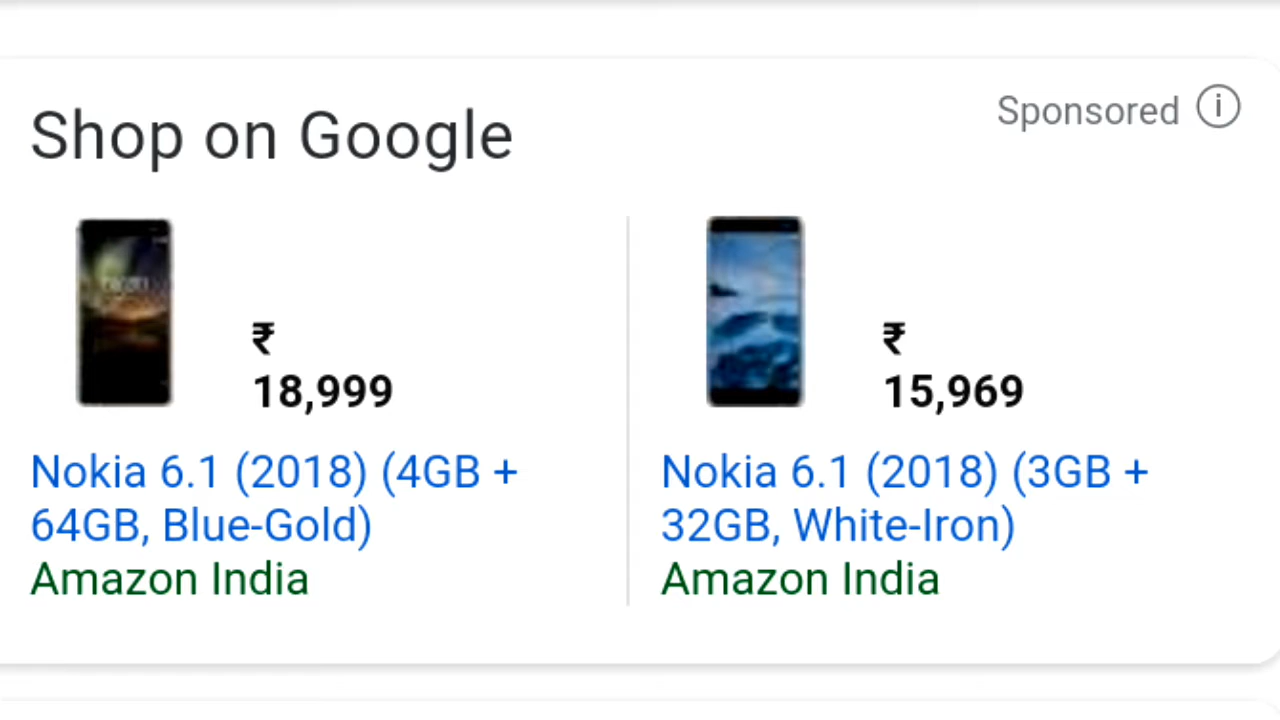 Shop on Google
Sponsored
₹
18,999
Nokia 6.1 (2018) (4GB +
64GB, Blue-Gold)
Amazon India
₹
15,969
Nokia 6.1 (2018) (3GB +
32GB, White-Iron)
Amazon India